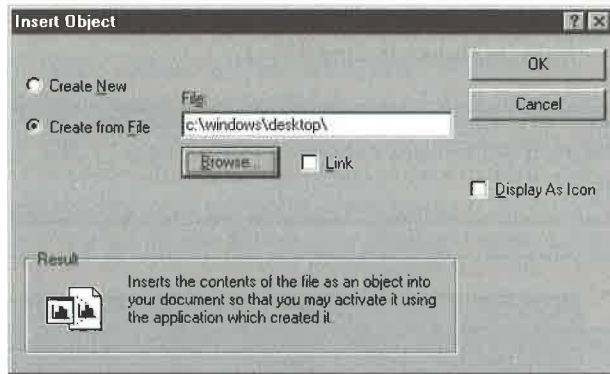 Insert Object
Create New
Create from File
File:
c:\windows\desktop\
Browse...
Link
OK
Cancel
Display As Icon
Result
Inserts the contents of the file as an object into
your document so that you may activate it using
the application which created it.